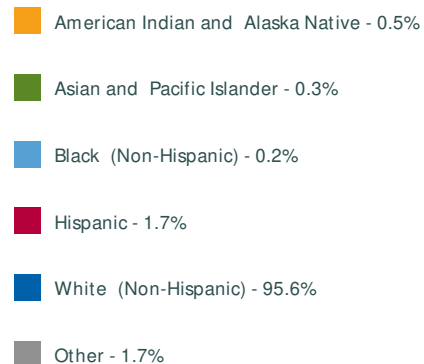 American Indian and Alaska Native - 0.5%
Asian and Pacific Islander - 0.3%
Black (Non-Hispanic) - 0.2%
Hispanic - 1.7%
White (Non-Hispanic) - 95.6%
Other - 1.7%